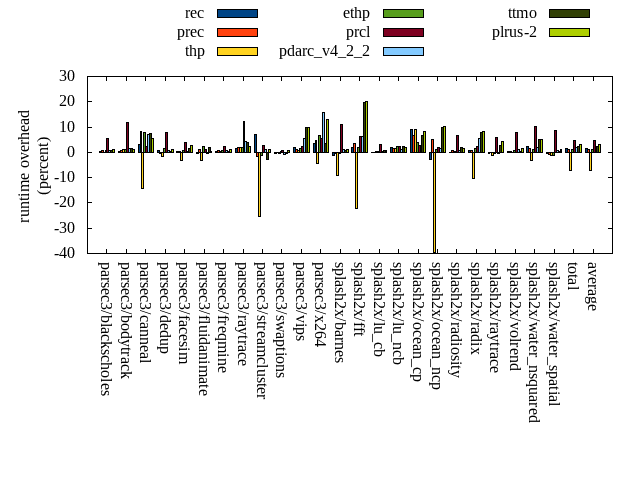 rec ethp ttmo
prec prcl plrus-2
thp pdarc_v4_2_2
runtime overhead
(percent)
30
20
10
0
-10
-20
-30
-40
parsec3/blackscholes
parsec3/bodytrack
parsec3/canneal
parsec3/dedup
parsec3/facesim
parsec3/fluidanimate
parsec3/freqmine
parsec3/raytrace
parsec3/streamcluster
parsec3/swaptions
parsec3/vips
parsec3/x264
splash2x/barnes
splash2x/fft
splash2x/lu_cb
splash2x/lu_ncb
splash2x/ocean_cp
splash2x/ocean_ncp
splash2x/radiosity
splash2x/radix
splash2x/raytrace
splash2x/volrend
splash2x/water_nsquared
splash2x/water_spatial
total
average